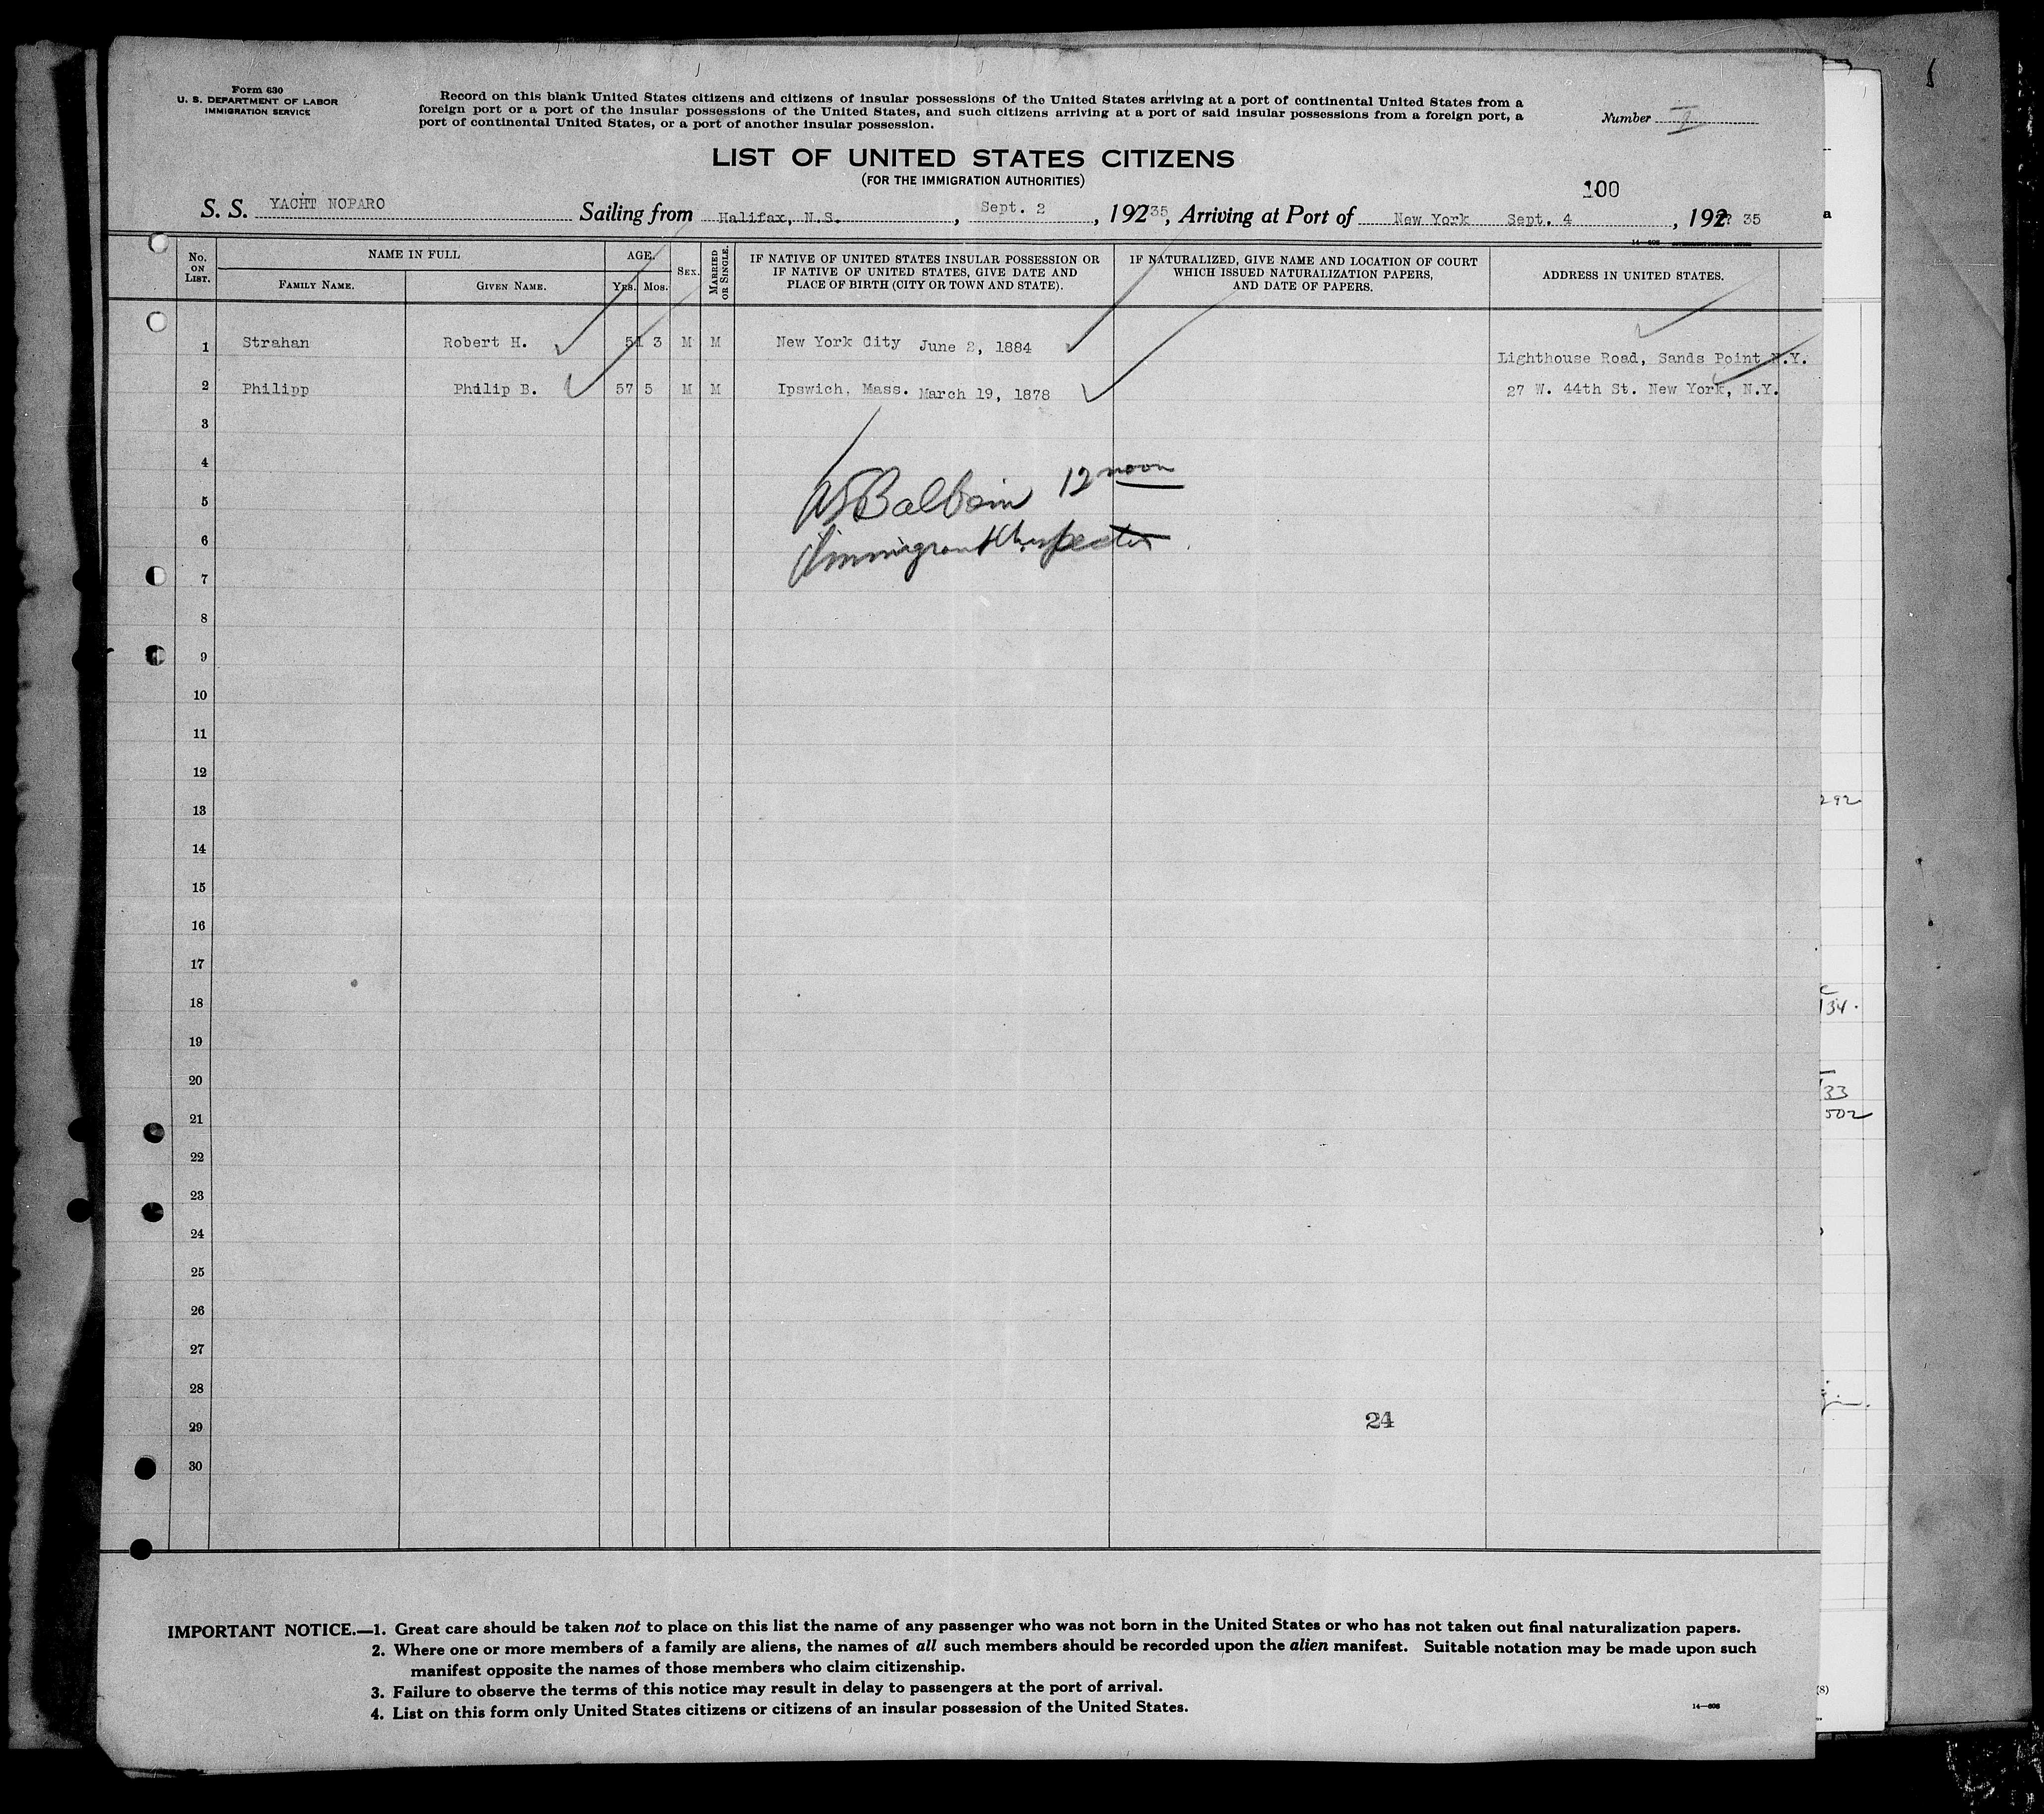 Form 630
U. S. DEPARTMENT OF LABOR
IMMIGRATION SERVICE
Record on this blank United States citizens and citizens of insular possessions of the United States arriving at a port of continental United States from a
foreign port or a port of the insular possessions of the United States, and such citizens arriving at a port of said insular possessions from a foreign port, a
port of continental United States, or a port of another insular possession.
Number I
LIST OF UNITED STATES CITIZENS
(FOR THE IMMIGRATION AUTHORITIES)
100
S. S. YACHT NOPARO Sailing from Halifax, N.S. , Sept. 2 , 192 35, Arriving at Port of New York Sept. 4 , 192 35
No. ON LIST. NAME IN FULL AGE. SEX. MARRIED OR SINGLE. IF NATIVE OF UNITED STATES INSULAR POSSESSION OR IF NATIVE OF UNITED STATES, GIVE DATE AND PLACE OF BIRTH (CITY OR TOWN AND STATE). IF NATURALIZED, GIVE NAME AND LOCATION OF COURT WHICH ISSUED NATURALIZATION PAPERS, AND DATE OF PAPERS. ADDRESS IN UNITED STATES.
FAMILY NAME. GIVEN NAME. YRS. MOS.
1 Strahan Robert H. 51 3 M M New York City June 2, 1884 Lighthouse Road, Sands Point N.Y.
2 Philipp Philip B. 57 5 M M Ipswich, Mass. March 19, 1878 27 W. 44th St. New York, N.Y.
3
4
12 noon
5
6
Immigrant Inspector
7
8
9
10
11
12
13
14
15
16
17
18
19
20
21
22
23
24
25
26
27
28
29 24
30
IMPORTANT NOTICE.—1. Great care should be taken not to place on this list the name of any passenger who was not born in the United States or who has not taken out final naturalization papers.
2. Where one or more members of a family are aliens, the names of all such members should be recorded upon the alien manifest. Suitable notation may be made upon such
manifest opposite the names of those members who claim citizenship.
3. Failure to observe the terms of this notice may result in delay to passengers at the port of arrival.
4. List on this form only United States citizens or citizens of an insular possession of the United States.
292
34
33
502
(8)